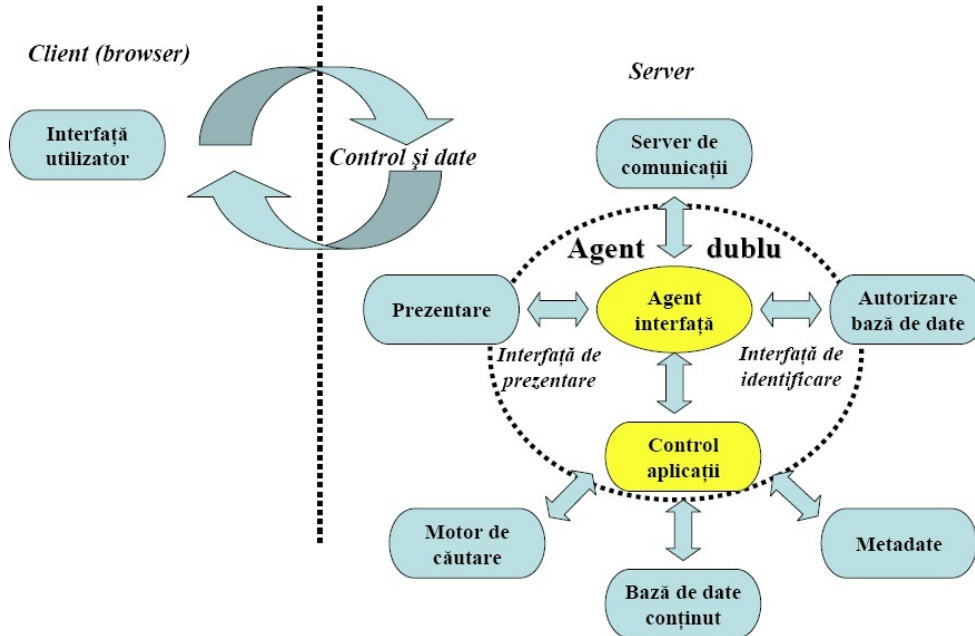 Client (browser)
Server
Interfață
utilizator
Control şi date
Server de
comunicații
Agent dublu
Prezentare
Agent
interfață
Autorizare
bază de date
Interfață de
prezentare
Interfață de
identificare
Control
aplicații
Motor de
căutare
Metadate
Bază de date
conținut